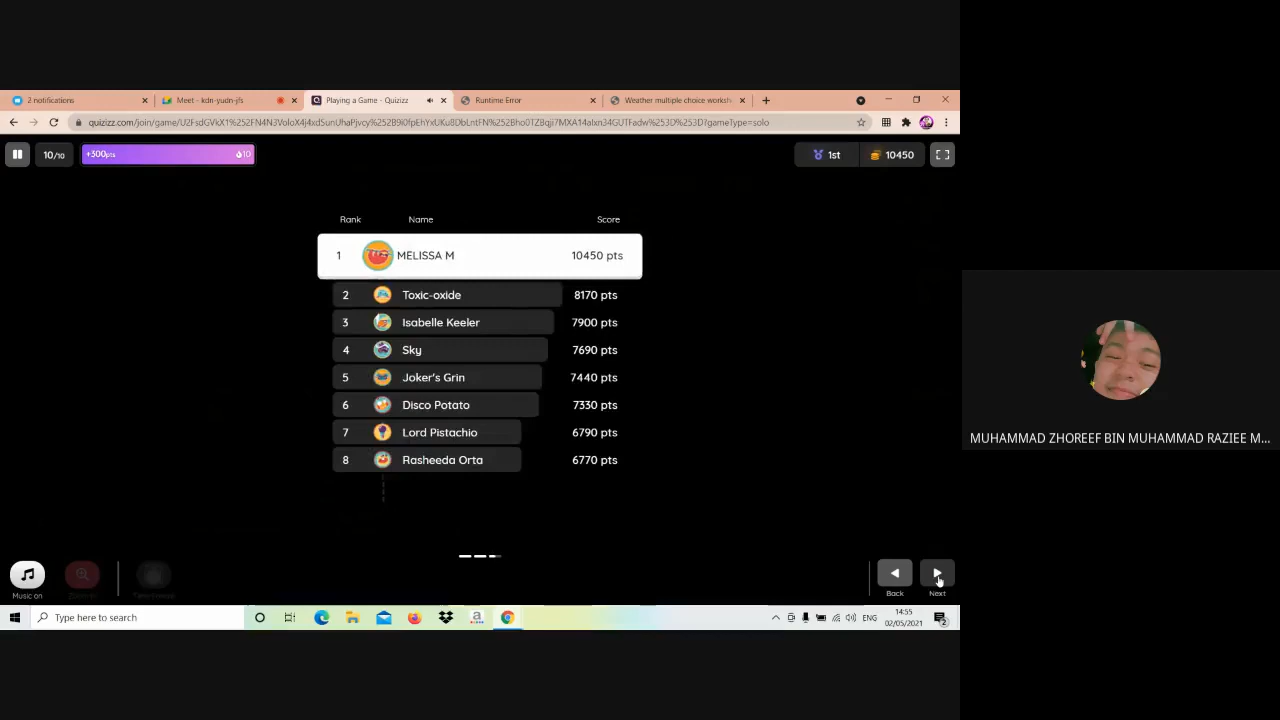 2 notifications
Meet - kdn-yudn-jfs
Playing a Game - Quizizz
Runtime Error
Weather multiple choice worksh
10/10
+300pts
10
1st
10450
Rank Name Score
1 MELISSA M 10450 pts
2 Toxic-oxide 8170 pts
3 Isabelle Keeler 7900 pts
4 Sky 7690 pts
5 Joker's Grin 7440 pts
6 Disco Potato 7330 pts
7 Lord Pistachio 6790 pts
8 Rasheeda Orta 6770 pts
MUHAMMAD ZHOREEF BIN MUHAMMAD RAZIEE M...
Music on
Back
Next
Type here to search
ENG
14:55
02/05/2021
2